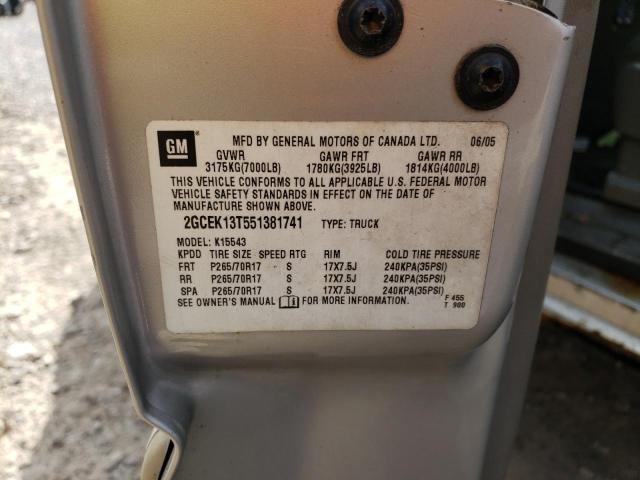 GM
MFD BY GENERAL MOTORS OF CANADA LTD. 06/05
GVWR GAWR FRT GAWR RR
3175KG(7000LB) 1780KG(3925LB) 1814KG(4000LB)
THIS VEHICLE CONFORMS TO ALL APPLICABLE U.S. FEDERAL MOTOR
VEHICLE SAFETY STANDARDS IN EFFECT ON THE DATE OF
MANUFACTURE SHOWN ABOVE.
2GCEK13T551381741 TYPE: TRUCK
MODEL: K15543
KPDD TIRE SIZE SPEED RTG RIM COLD TIRE PRESSURE
FRT P265/70R17 S 17X7.5J 240KPA(35PSI)
RR P265/70R17 S 17X7.5J 240KPA(35PSI)
SPA P265/70R17 S 17X7.5J 240KPA(35PSI)
SEE OWNER'S MANUAL FOR MORE INFORMATION. F 455
T 900